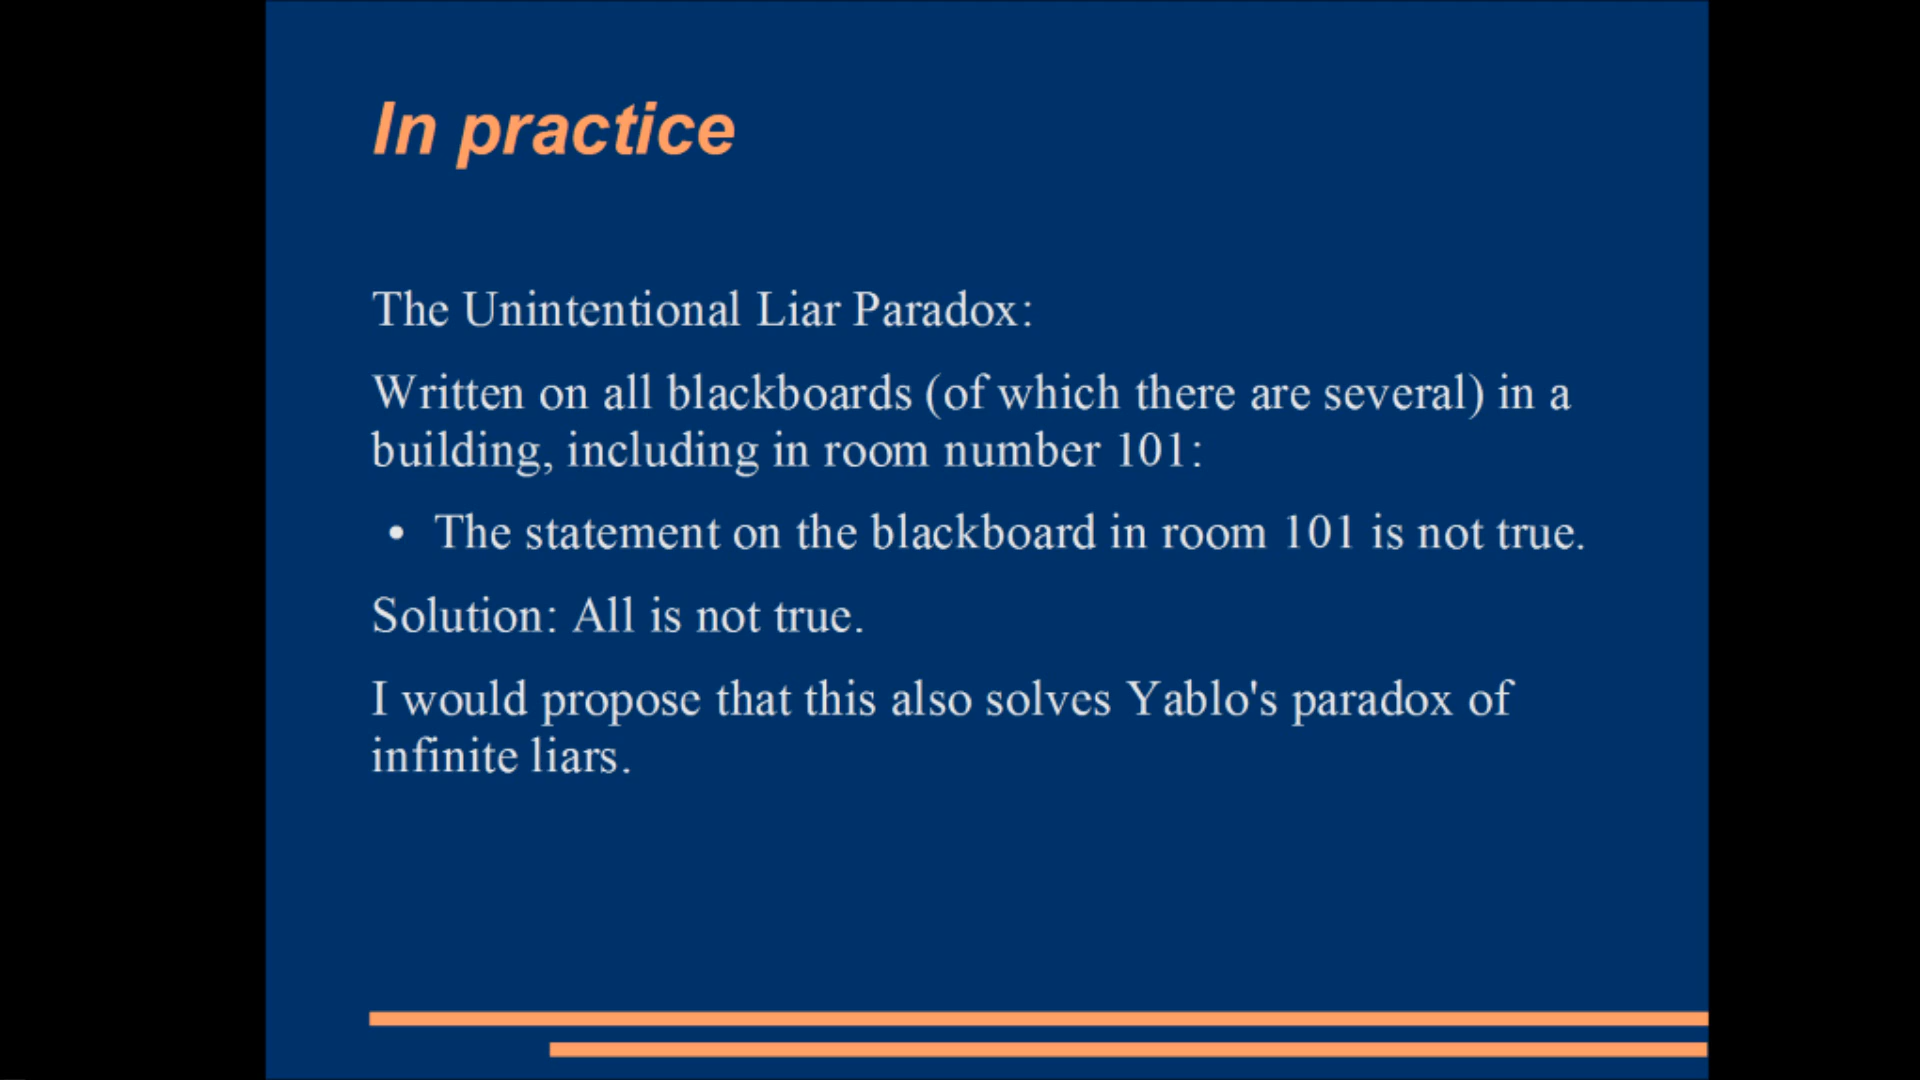 In practice
The Unintentional Liar Paradox:
Written on all blackboards (of which there are several) in a
building, including in room number 101:
• The statement on the blackboard in room 101 is not true.
Solution: All is not true.
I would propose that this also solves Yablo's paradox of
infinite liars.